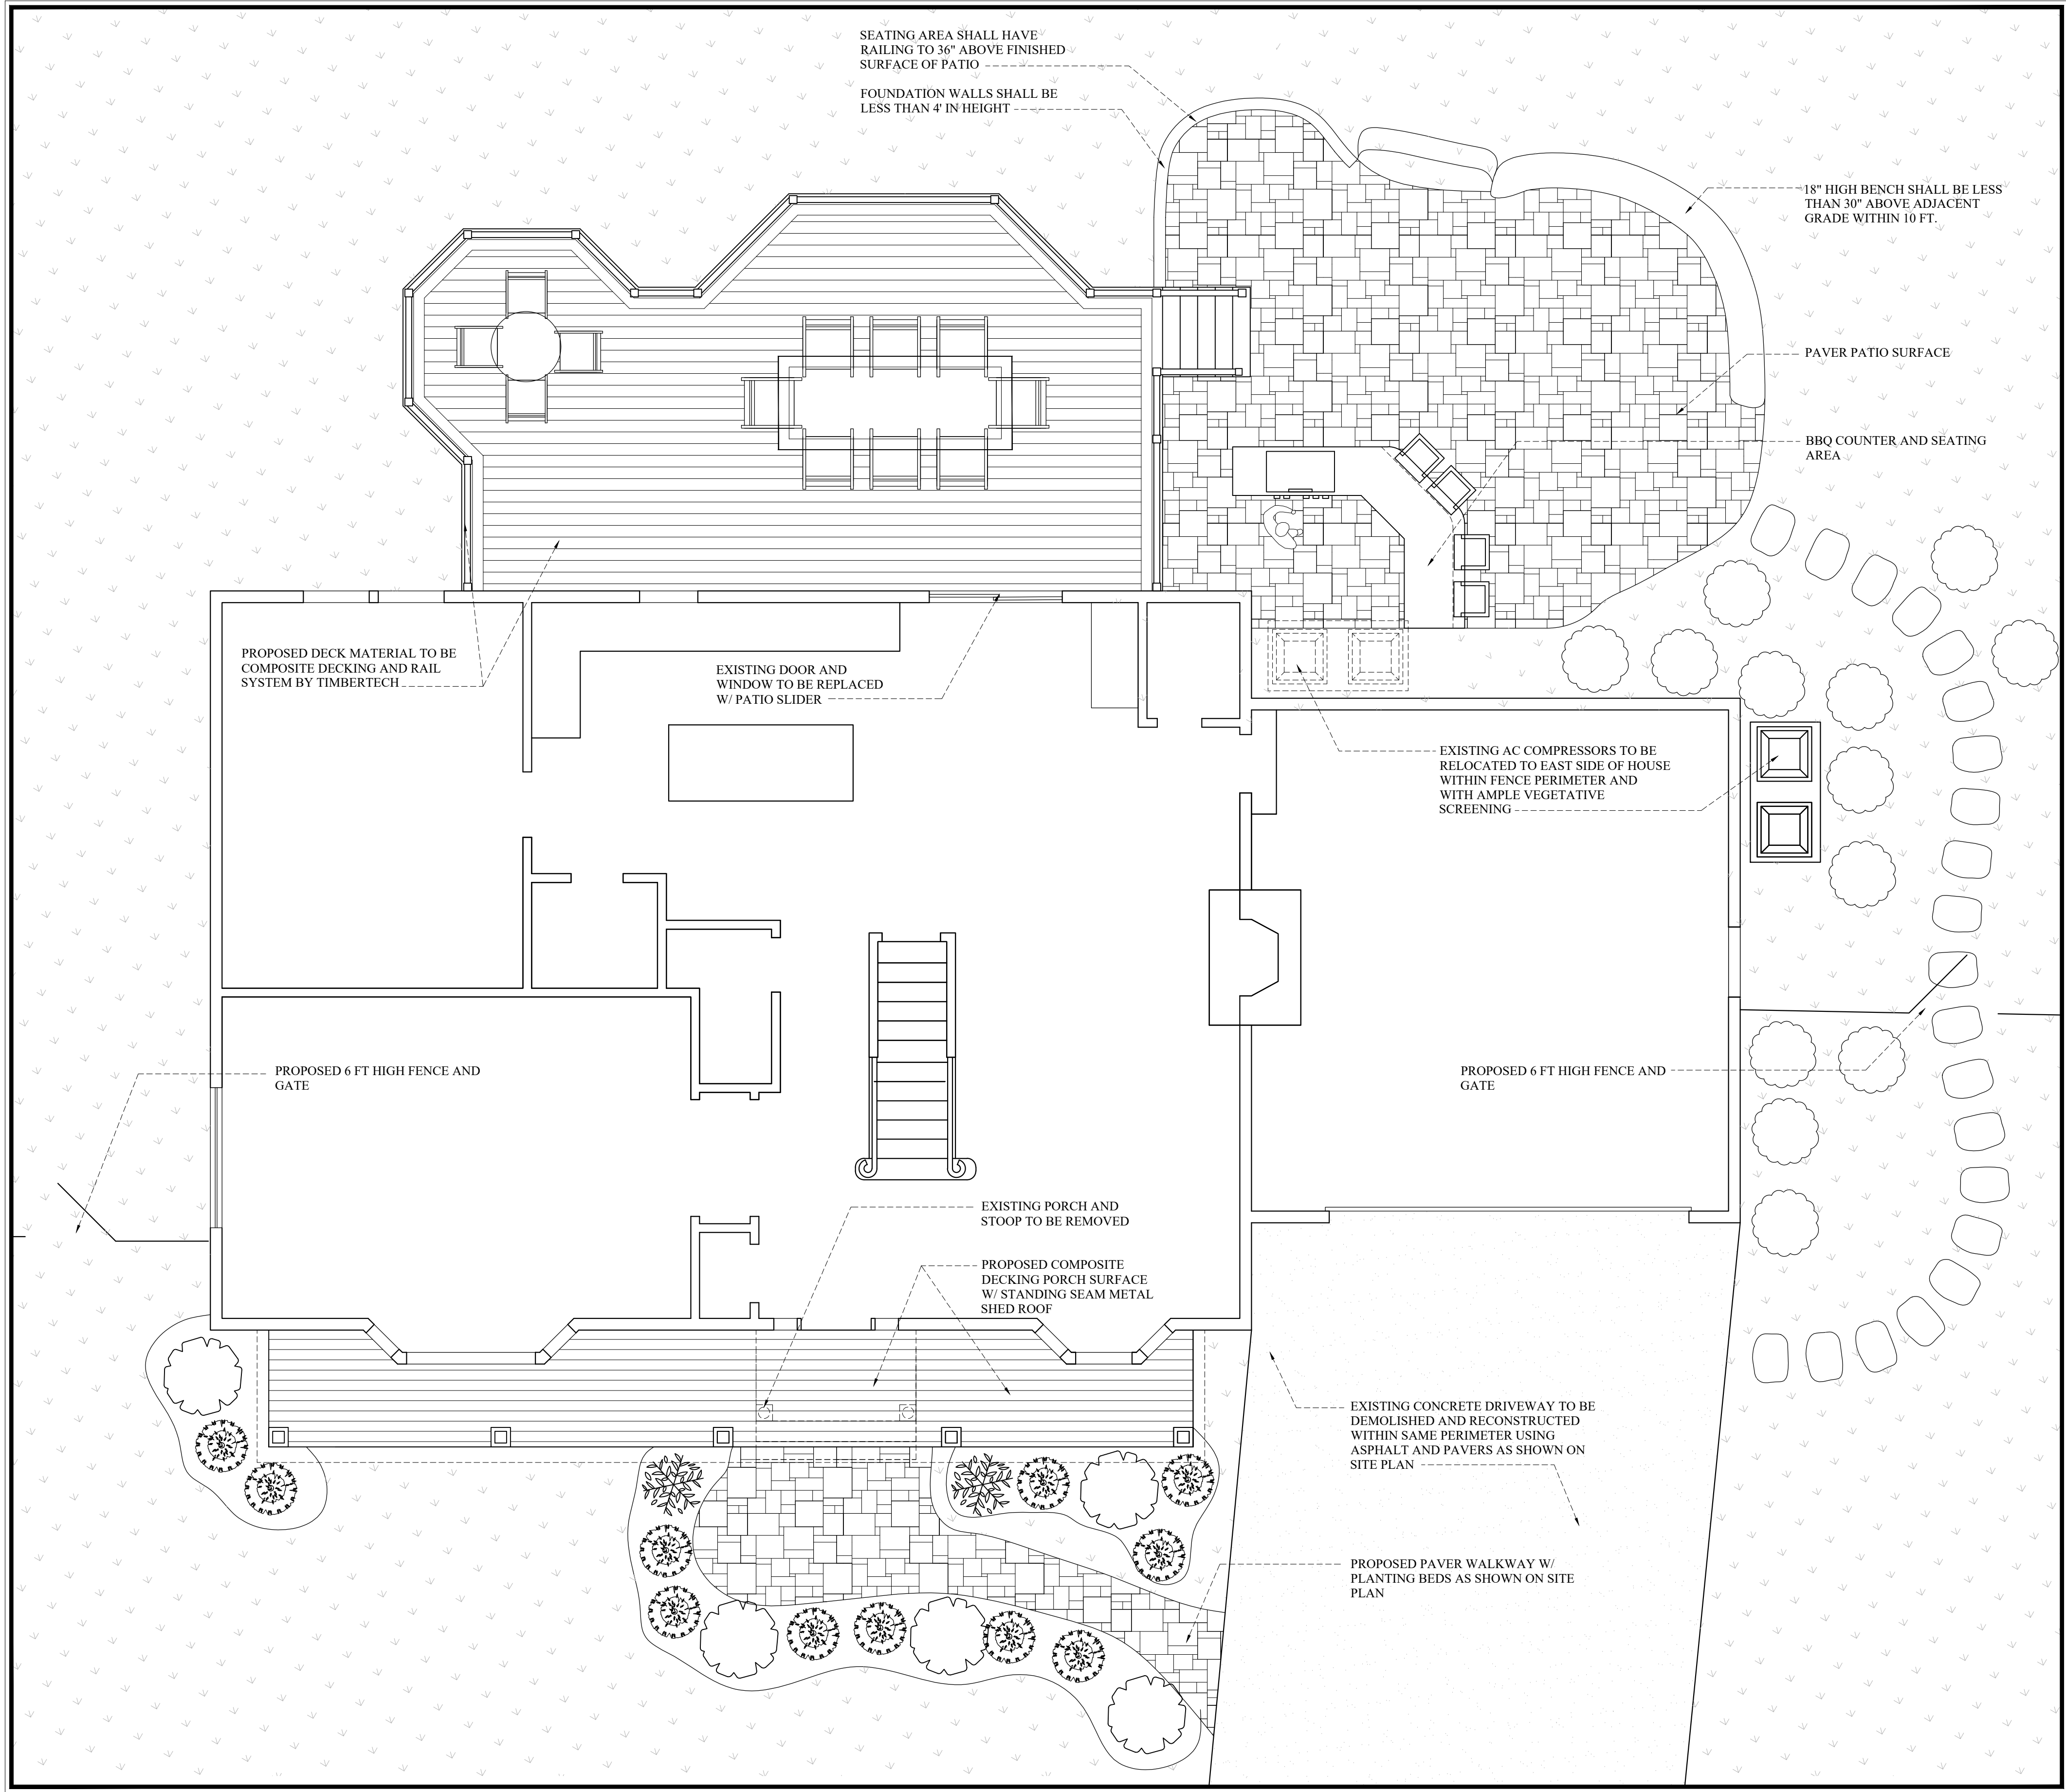 SEATING AREA SHALL HAVE
RAILING TO 36" ABOVE FINISHED
SURFACE OF PATIO
FOUNDATION WALLS SHALL BE
LESS THAN 4' IN HEIGHT
18" HIGH BENCH SHALL BE LESS
THAN 30" ABOVE ADJACENT
GRADE WITHIN 10 FT.
PAVER PATIO SURFACE
BBQ COUNTER AND SEATING
AREA
PROPOSED DECK MATERIAL TO BE
COMPOSITE DECKING AND RAIL
SYSTEM BY TIMBERTECH
EXISTING DOOR AND
WINDOW TO BE REPLACED
W/ PATIO SLIDER
EXISTING AC COMPRESSORS TO BE
RELOCATED TO EAST SIDE OF HOUSE
WITHIN FENCE PERIMETER AND
WITH AMPLE VEGETATIVE
SCREENING
PROPOSED 6 FT HIGH FENCE AND
GATE
PROPOSED 6 FT HIGH FENCE AND
GATE
EXISTING PORCH AND
STOOP TO BE REMOVED
PROPOSED COMPOSITE
DECKING PORCH SURFACE
W/ STANDING SEAM METAL
SHED ROOF
EXISTING CONCRETE DRIVEWAY TO BE
DEMOLISHED AND RECONSTRUCTED
WITHIN SAME PERIMETER USING
ASPHALT AND PAVERS AS SHOWN ON
SITE PLAN
PROPOSED PAVER WALKWAY W/
PLANTING BEDS AS SHOWN ON SITE
PLAN